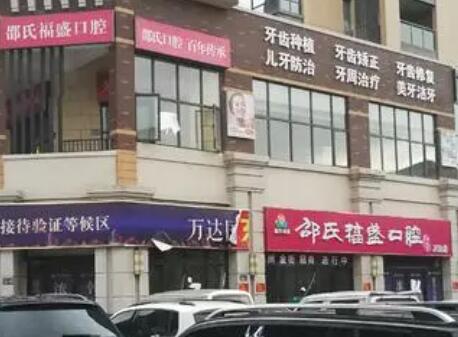 邵氏福盛口腔
邵氏口腔 百年传承
牙齿种植 牙齿矫正 牙齿修复
儿牙防治 牙周治疗 美牙洁牙
接待验证等候区
万达
邵氏福盛口腔